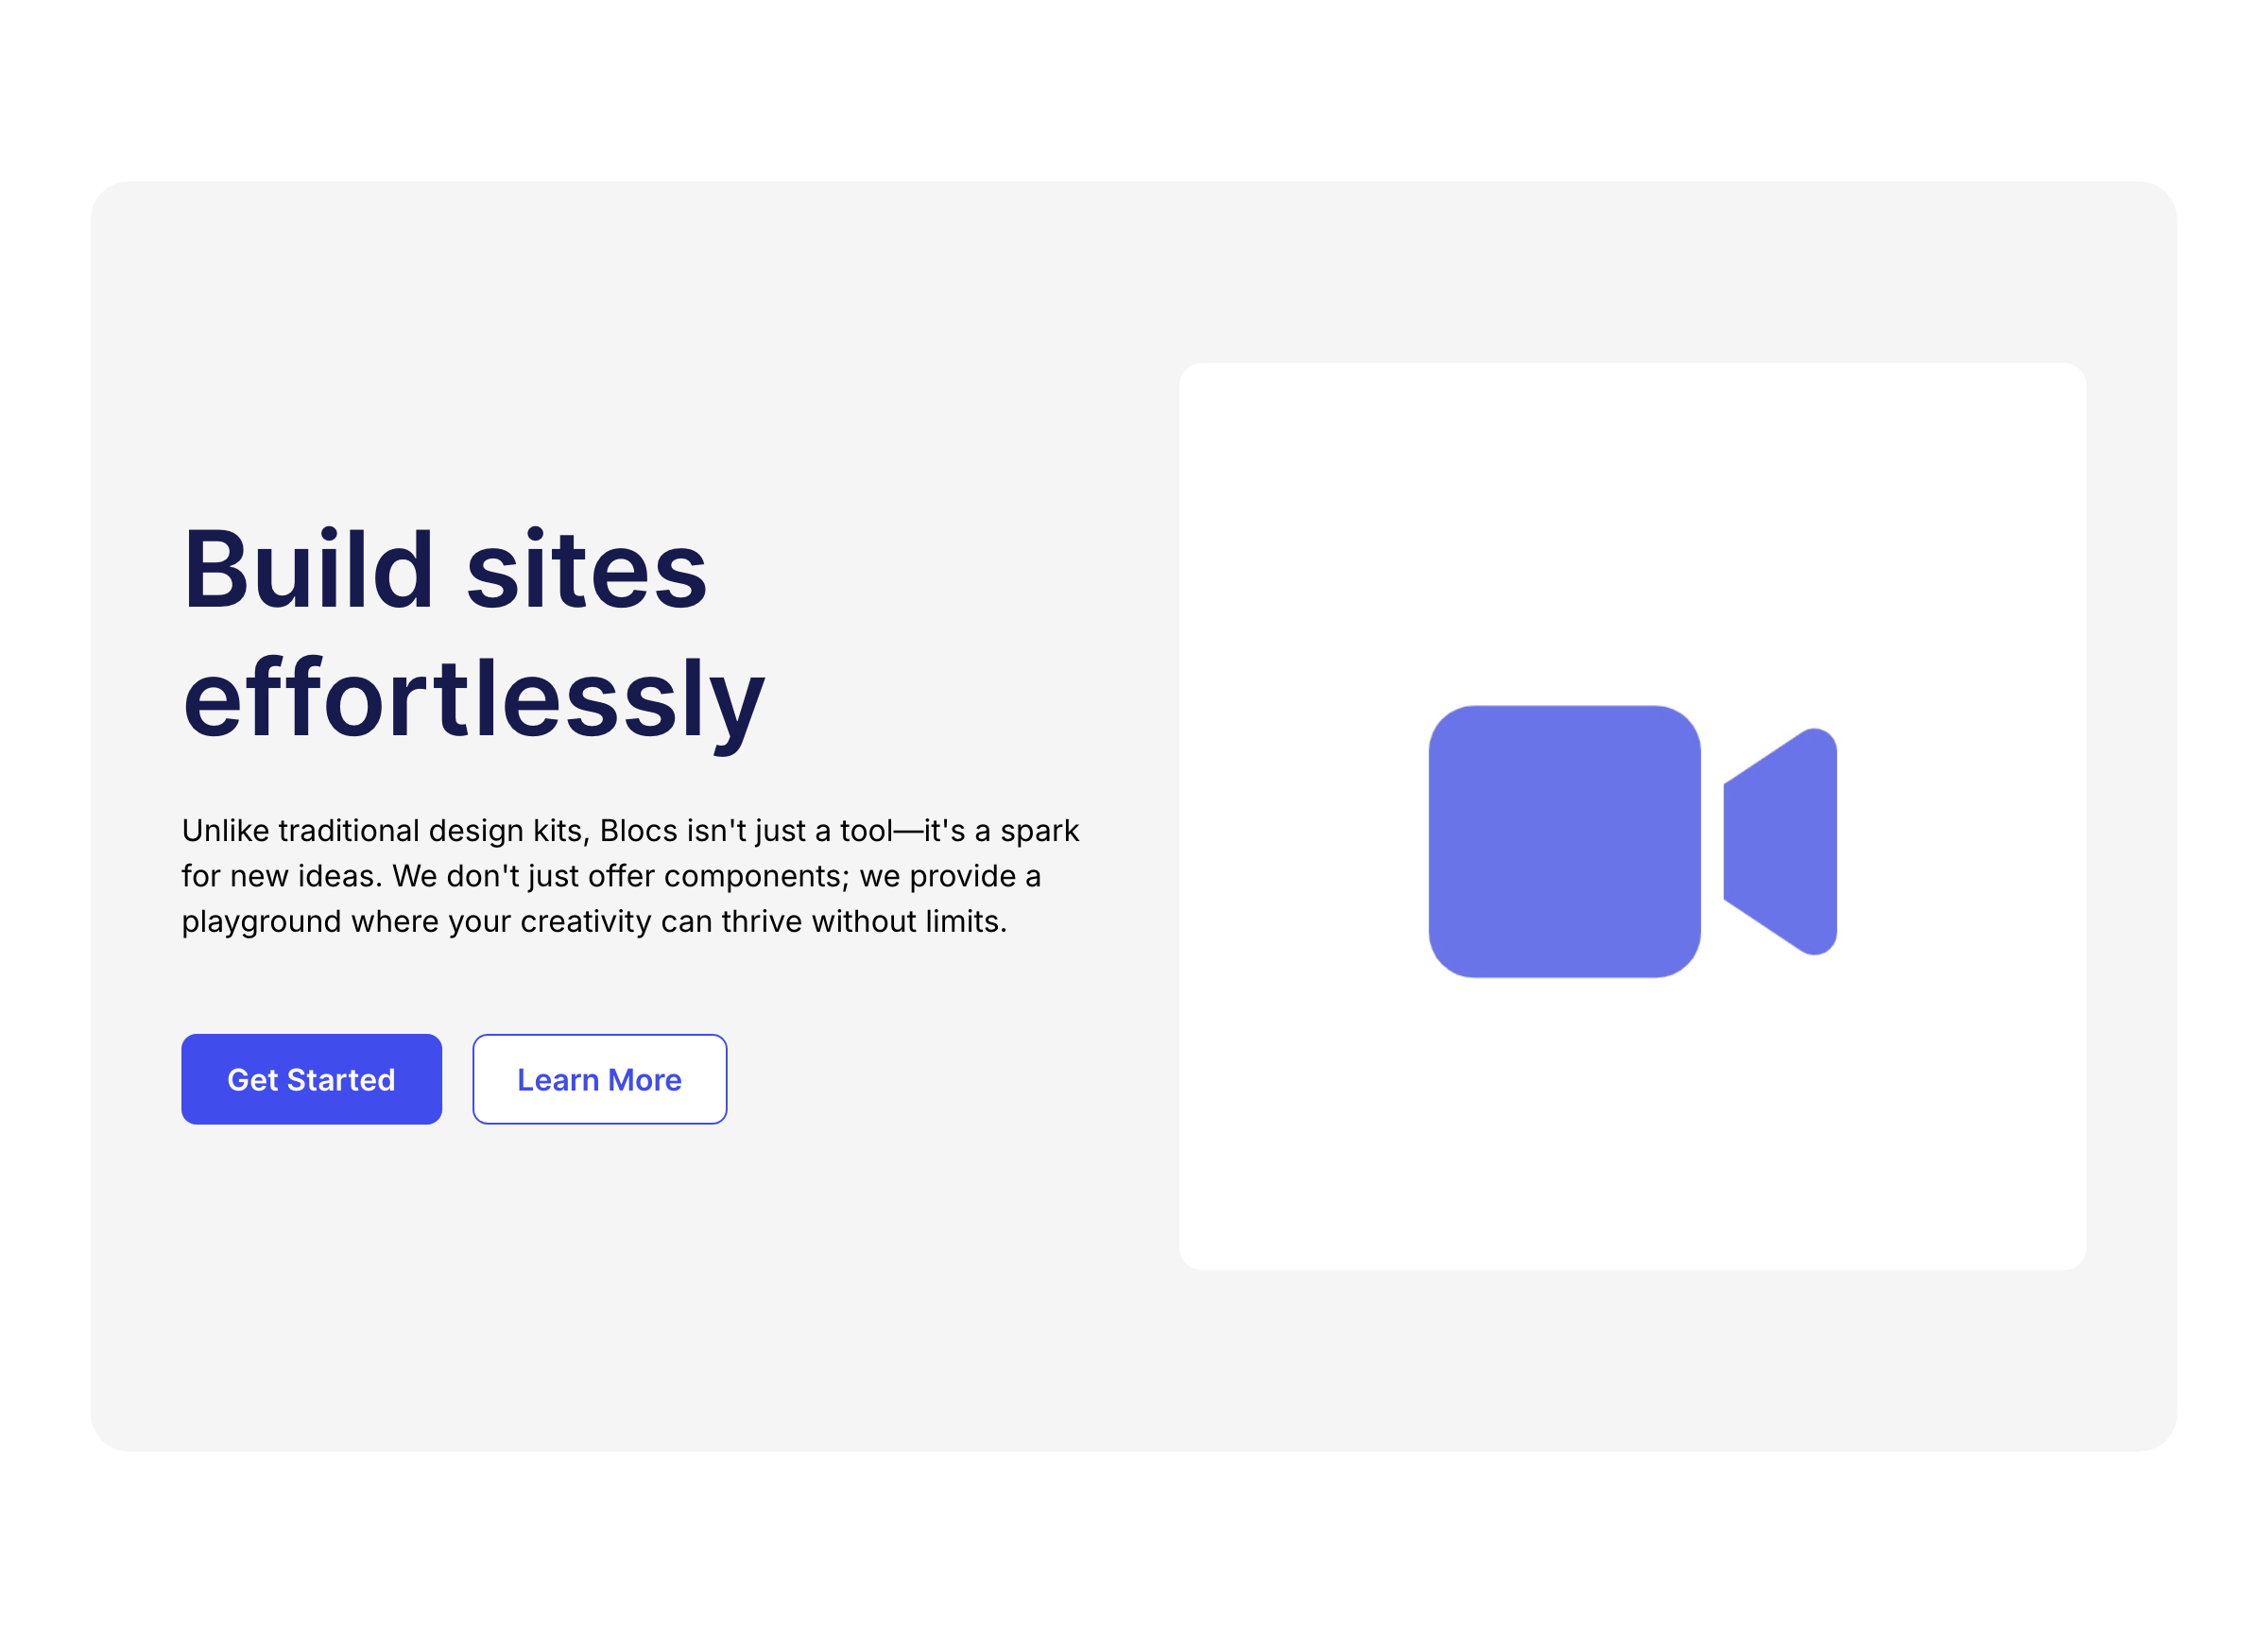 Build sites
effortlessly
Unlike traditional design kits, Blocs isn't just a tool—it's a spark
for new ideas. We don't just offer components; we provide a
playground where your creativity can thrive without limits.
Get Started
Learn More